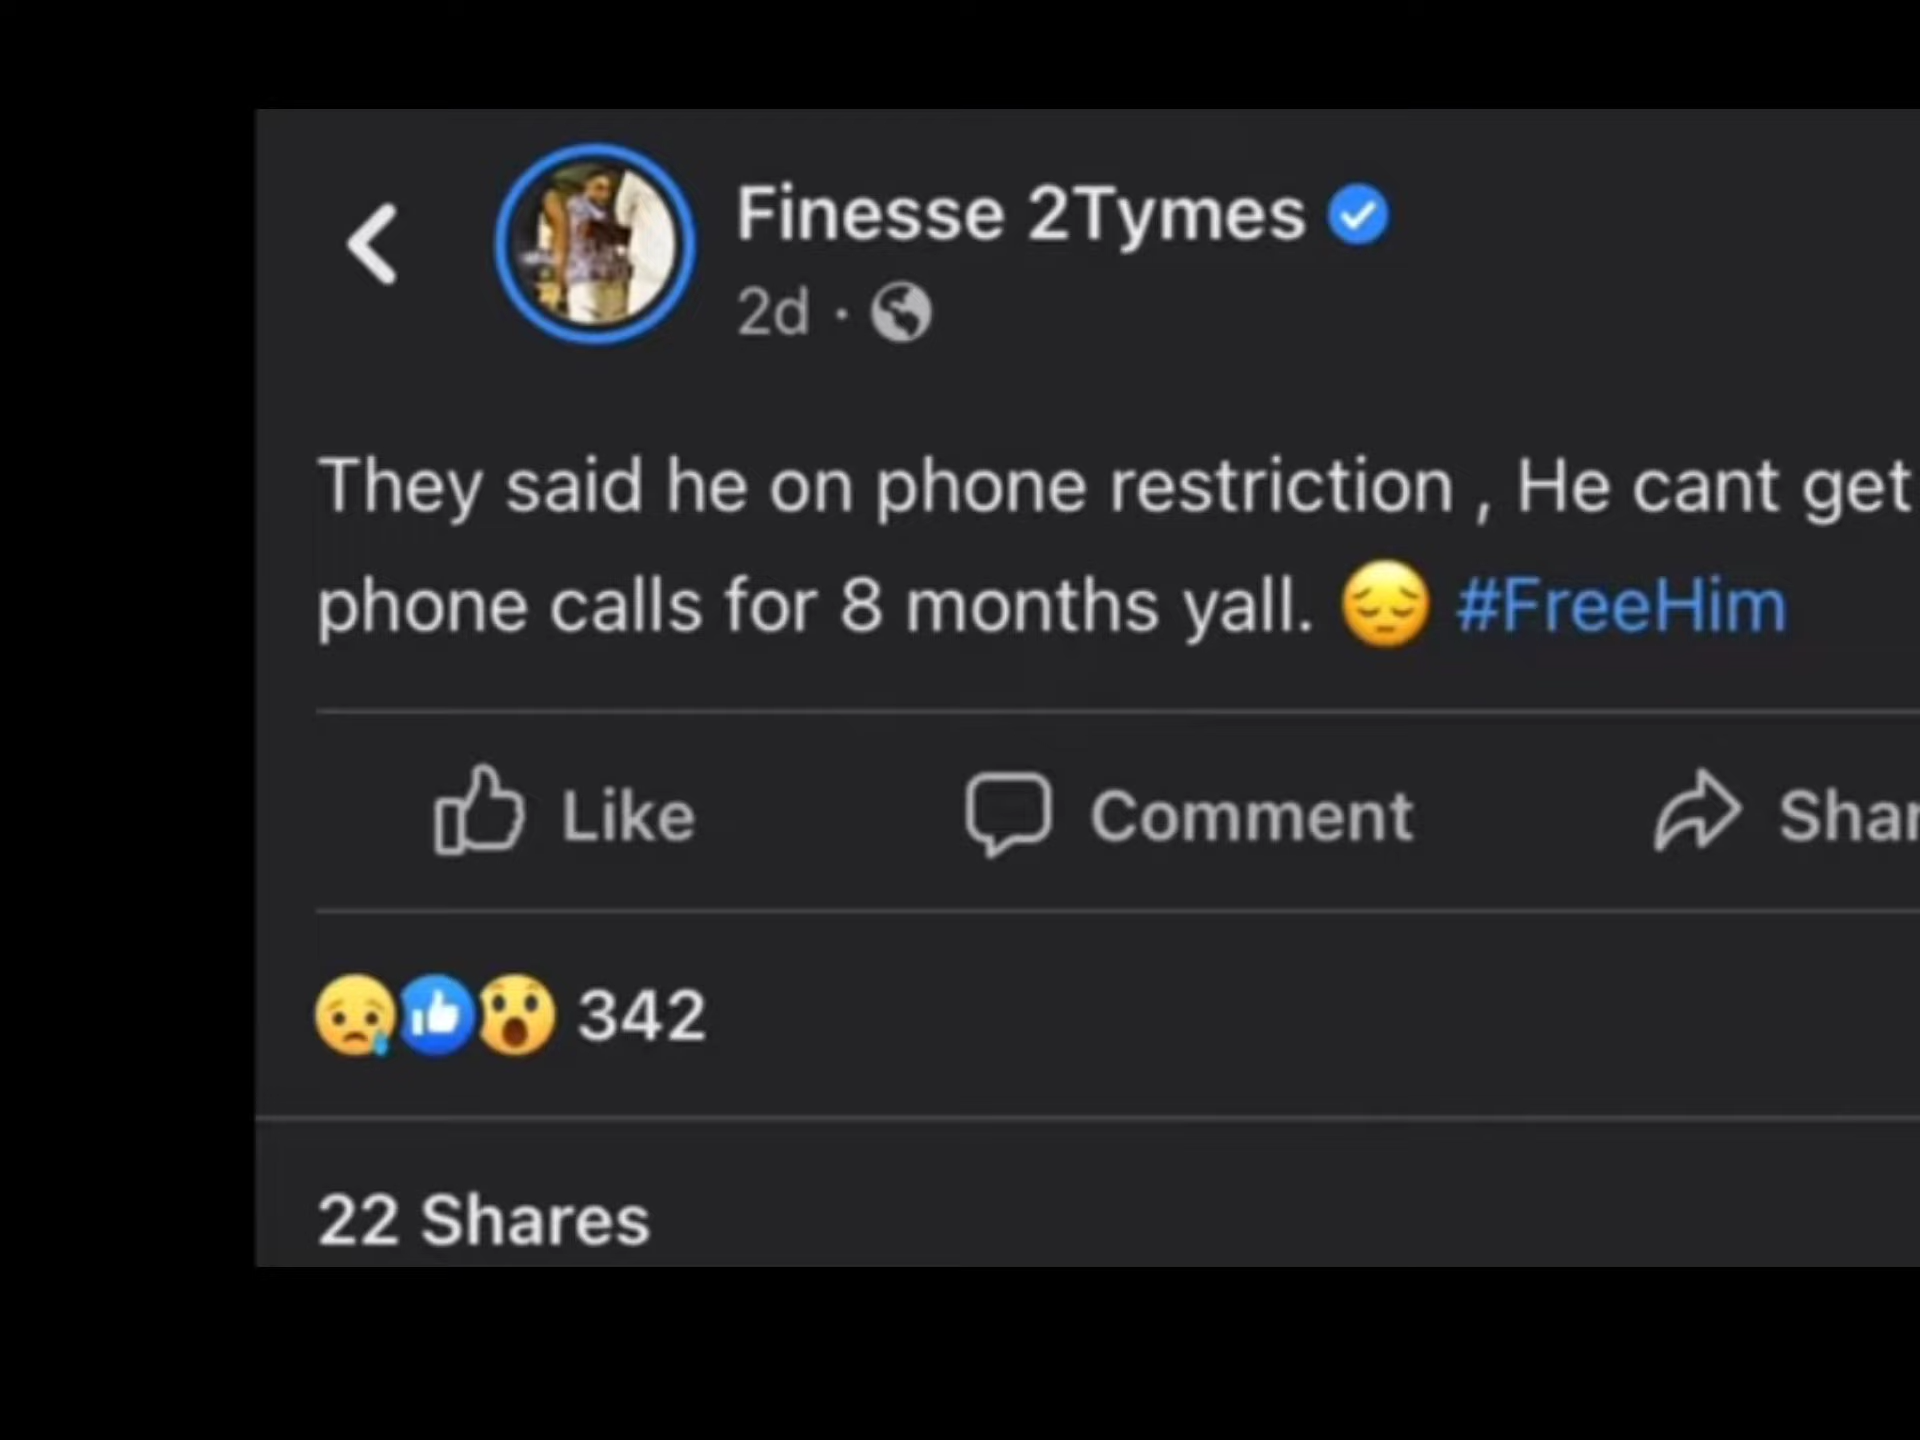 Finesse 2Tymes
2d ·
They said he on phone restriction , He cant get
phone calls for 8 months yall. 😔 #FreeHim
Like Comment Shar
342
22 Shares